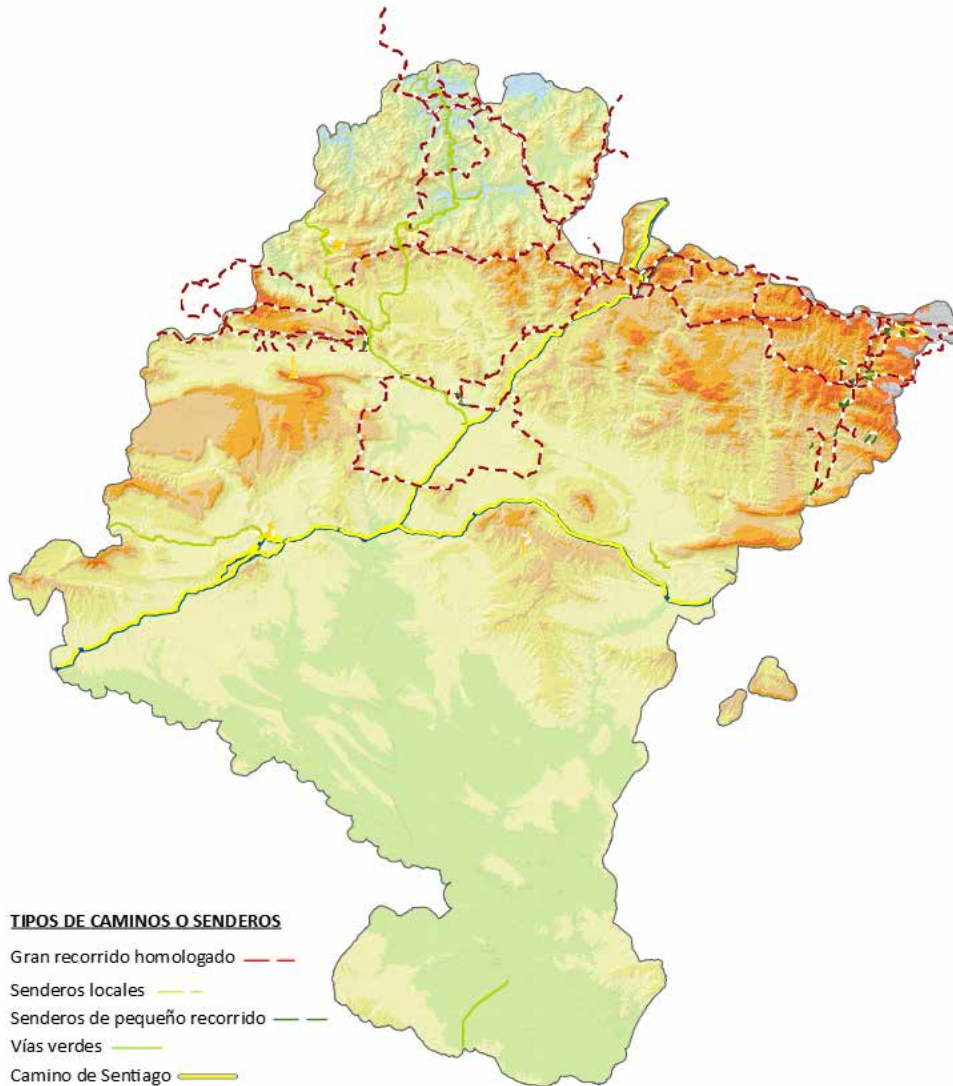 TIPOS DE CAMINOS O SENDEROS
Gran recorrido homologado
Senderos locales
Senderos de pequeño recorrido
Vías verdes
Camino de Sentiago